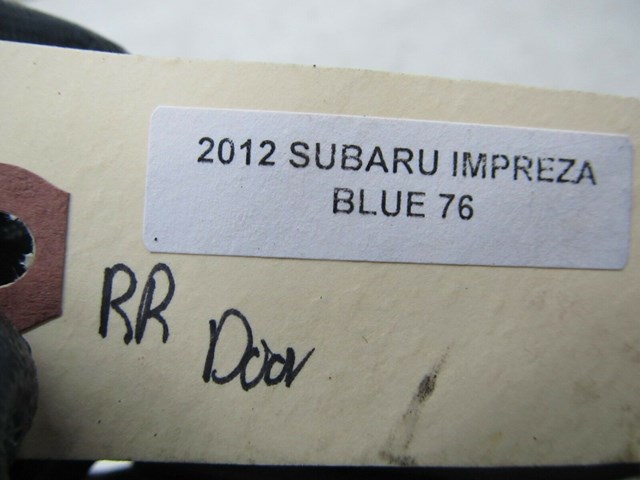 2012 SUBARU IMPREZA
BLUE 76
RR
Door